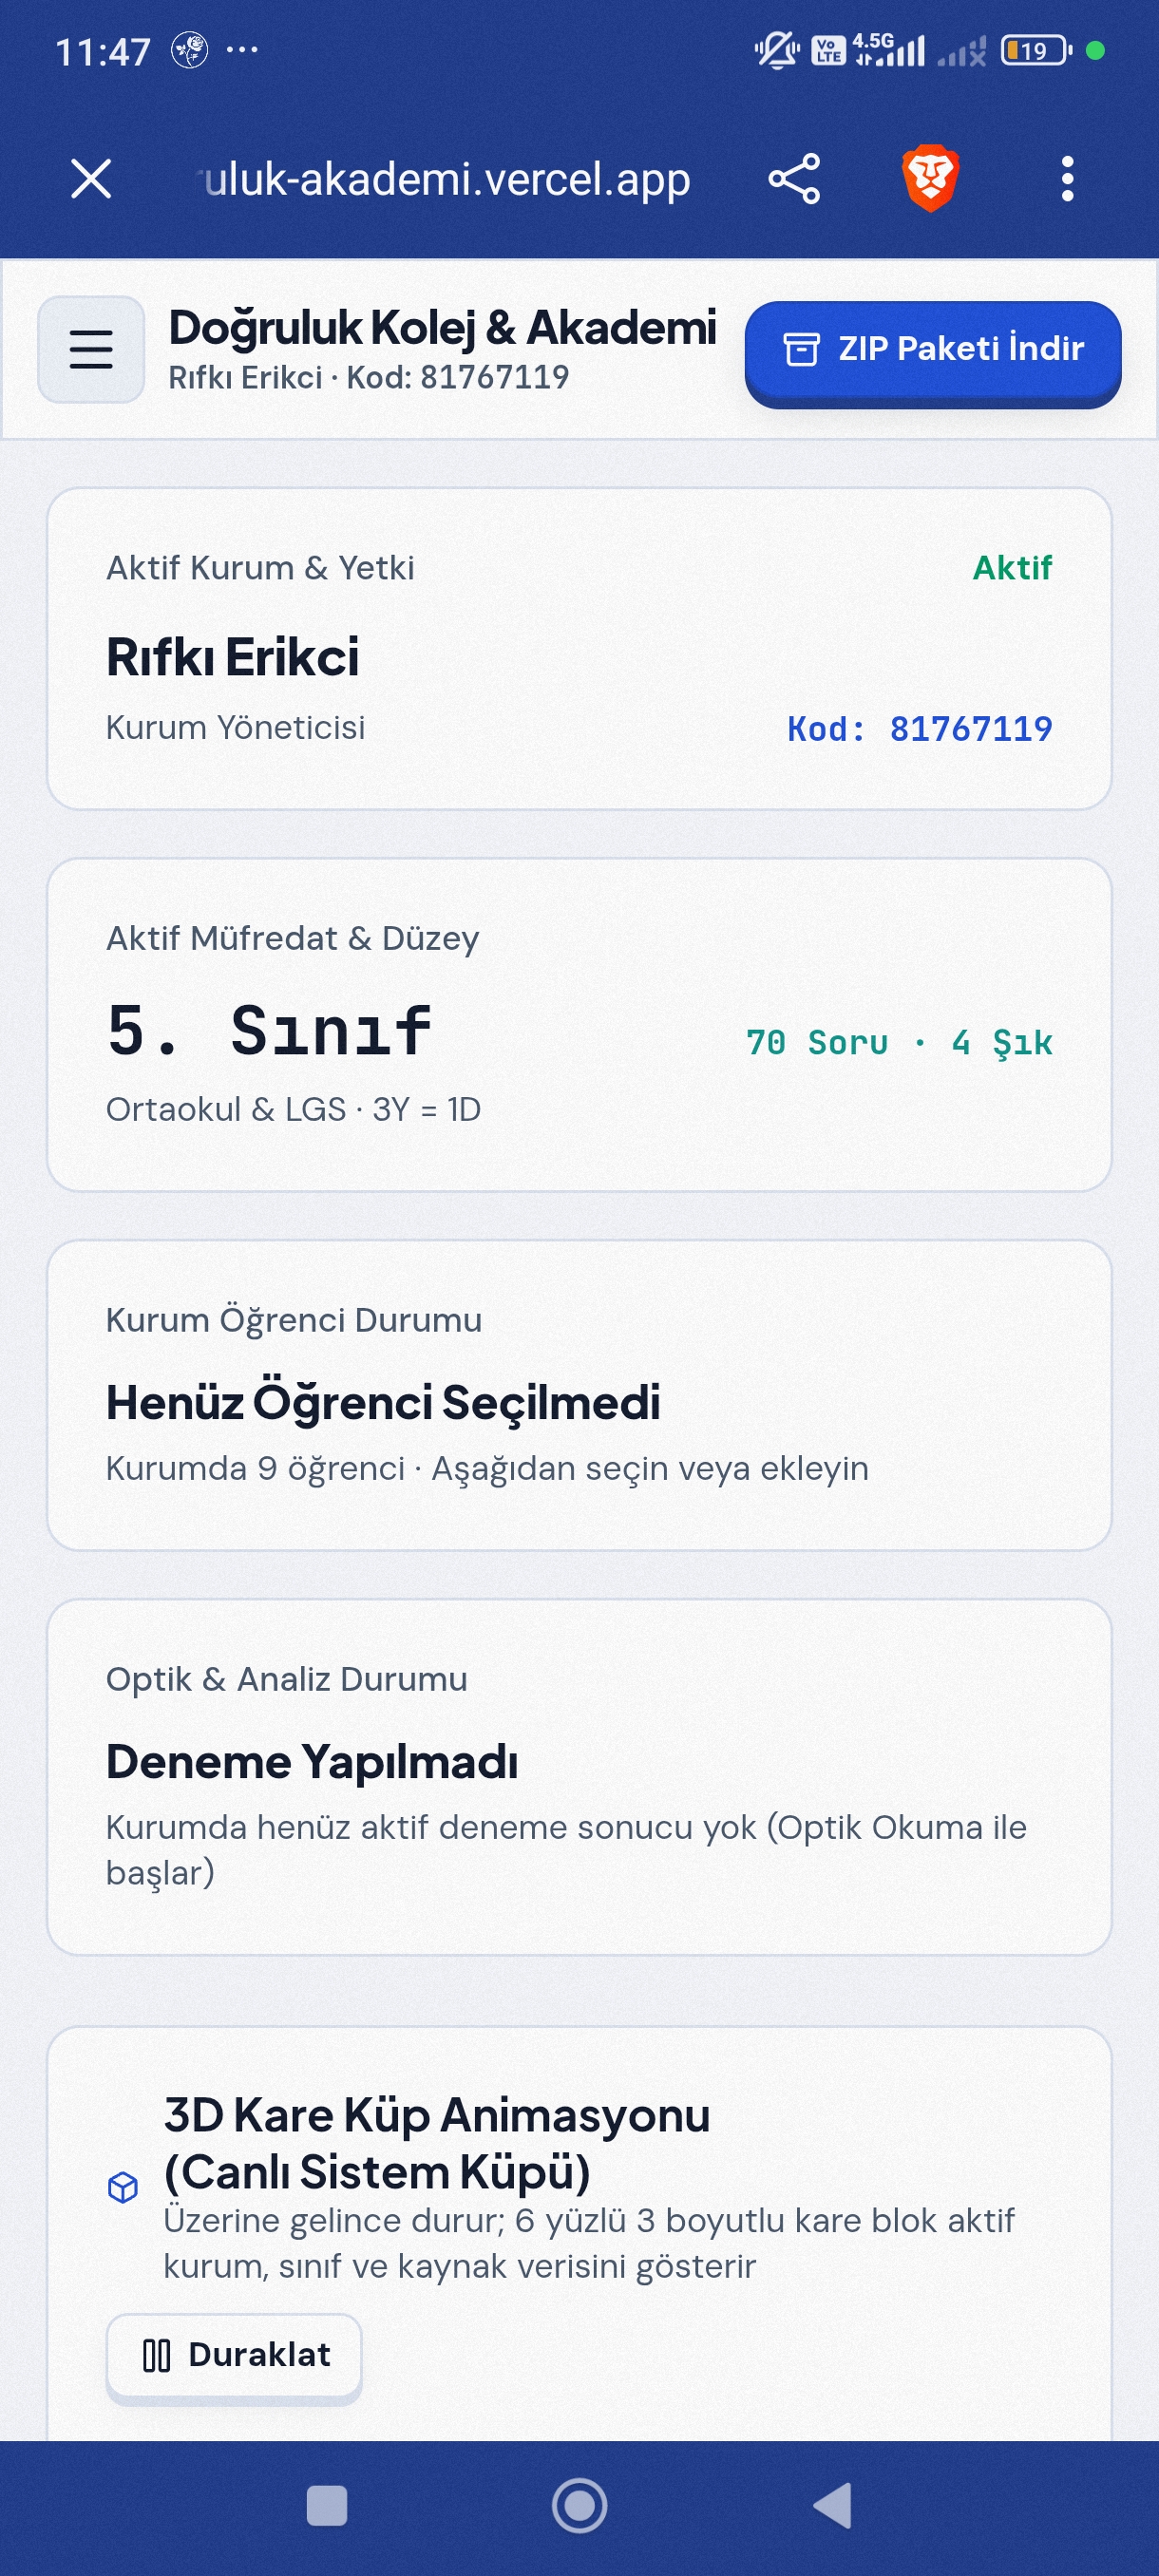 11:47
Vo LTE 4.5G 19
uluk-akademi.vercel.app
Doğruluk Kolej & Akademi
Rıfkı Erikci · Kod: 81767119
ZIP Paketi İndir
Aktif Kurum & Yetki
Aktif
Rıfkı Erikci
Kurum Yöneticisi
Kod: 81767119
Aktif Müfredat & Düzey
5. Sınıf
70 Soru · 4 Şık
Ortaokul & LGS · 3Y = 1D
Kurum Öğrenci Durumu
Henüz Öğrenci Seçilmedi
Kurumda 9 öğrenci · Aşağıdan seçin veya ekleyin
Optik & Analiz Durumu
Deneme Yapılmadı
Kurumda henüz aktif deneme sonucu yok (Optik Okuma ile
başlar)
3D Kare Küp Animasyonu
(Canlı Sistem Küpü)
Üzerine gelince durur; 6 yüzlü 3 boyutlu kare blok aktif
kurum, sınıf ve kaynak verisini gösterir
Duraklat